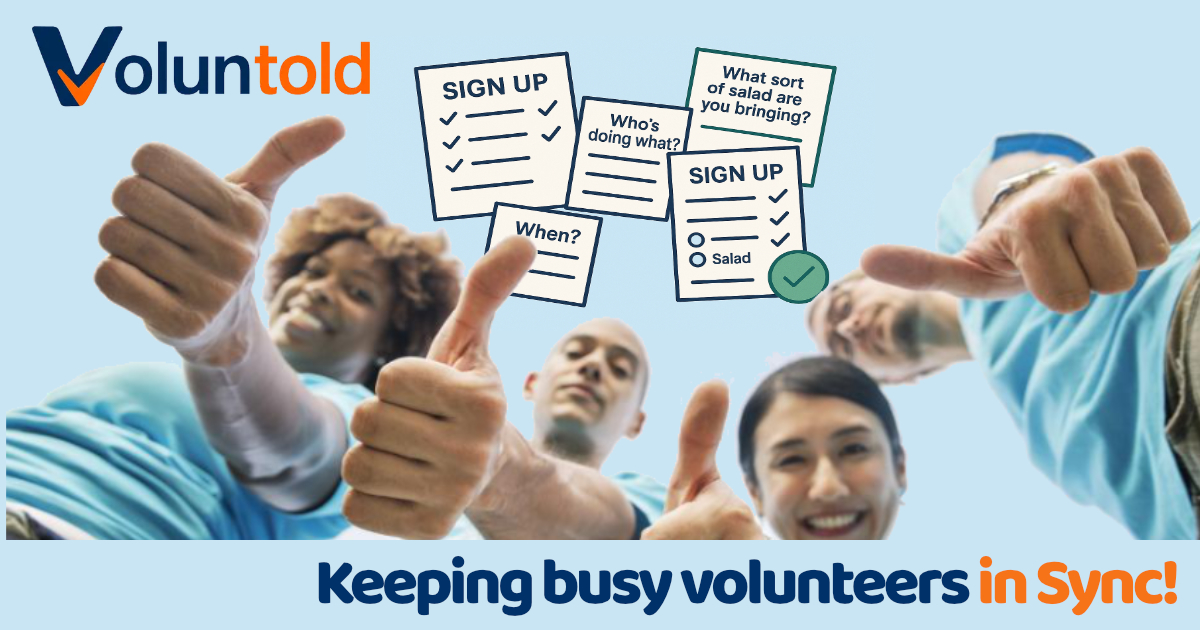 Voluntold
SIGN UP
Who's
doing what?
What sort
of salad are
you bringing?
SIGN UP
Salad
When?
Keeping busy volunteers in Sync!